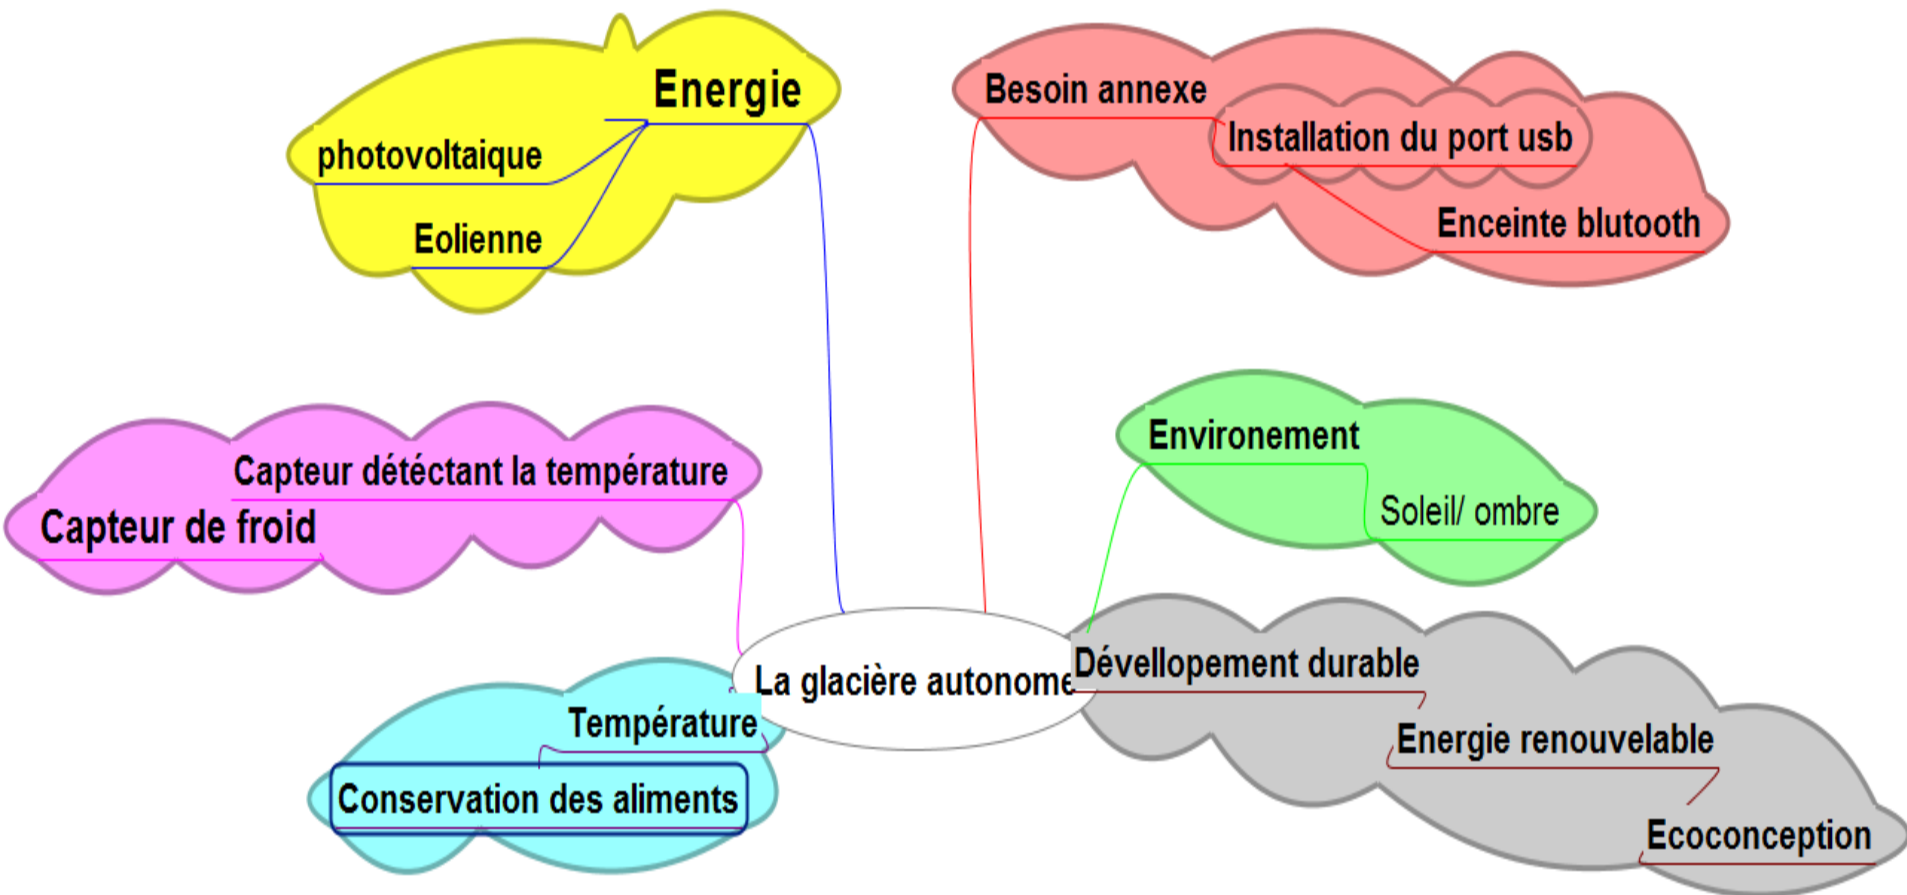 Energie
photovoltaique
Eolienne
Besoin annexe
Installation du port usb
Enceinte blutooth
Capteur détéctant la température
Capteur de froid
Environement
Soleil/ ombre
La glacière autonome
Dévellopement durable
Energie renouvelable
Ecoconception
Température
Conservation des aliments